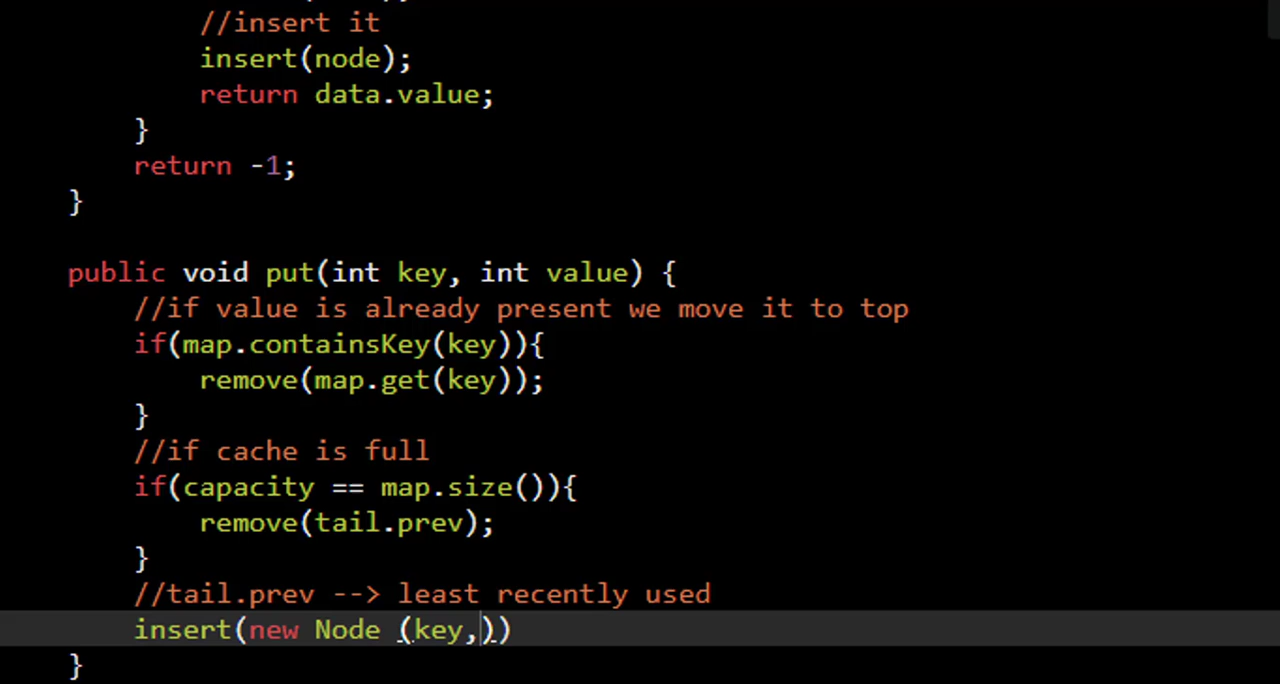 //insert it
insert(node);
return data.value;
}
return -1;
}
public void put(int key, int value) {
//if value is already present we move it to top
if(map.containsKey(key)){
remove(map.get(key));
}
//if cache is full
if(capacity == map.size()){
remove(tail.prev);
}
//tail.prev --> least recently used
insert(new Node (key,))
}